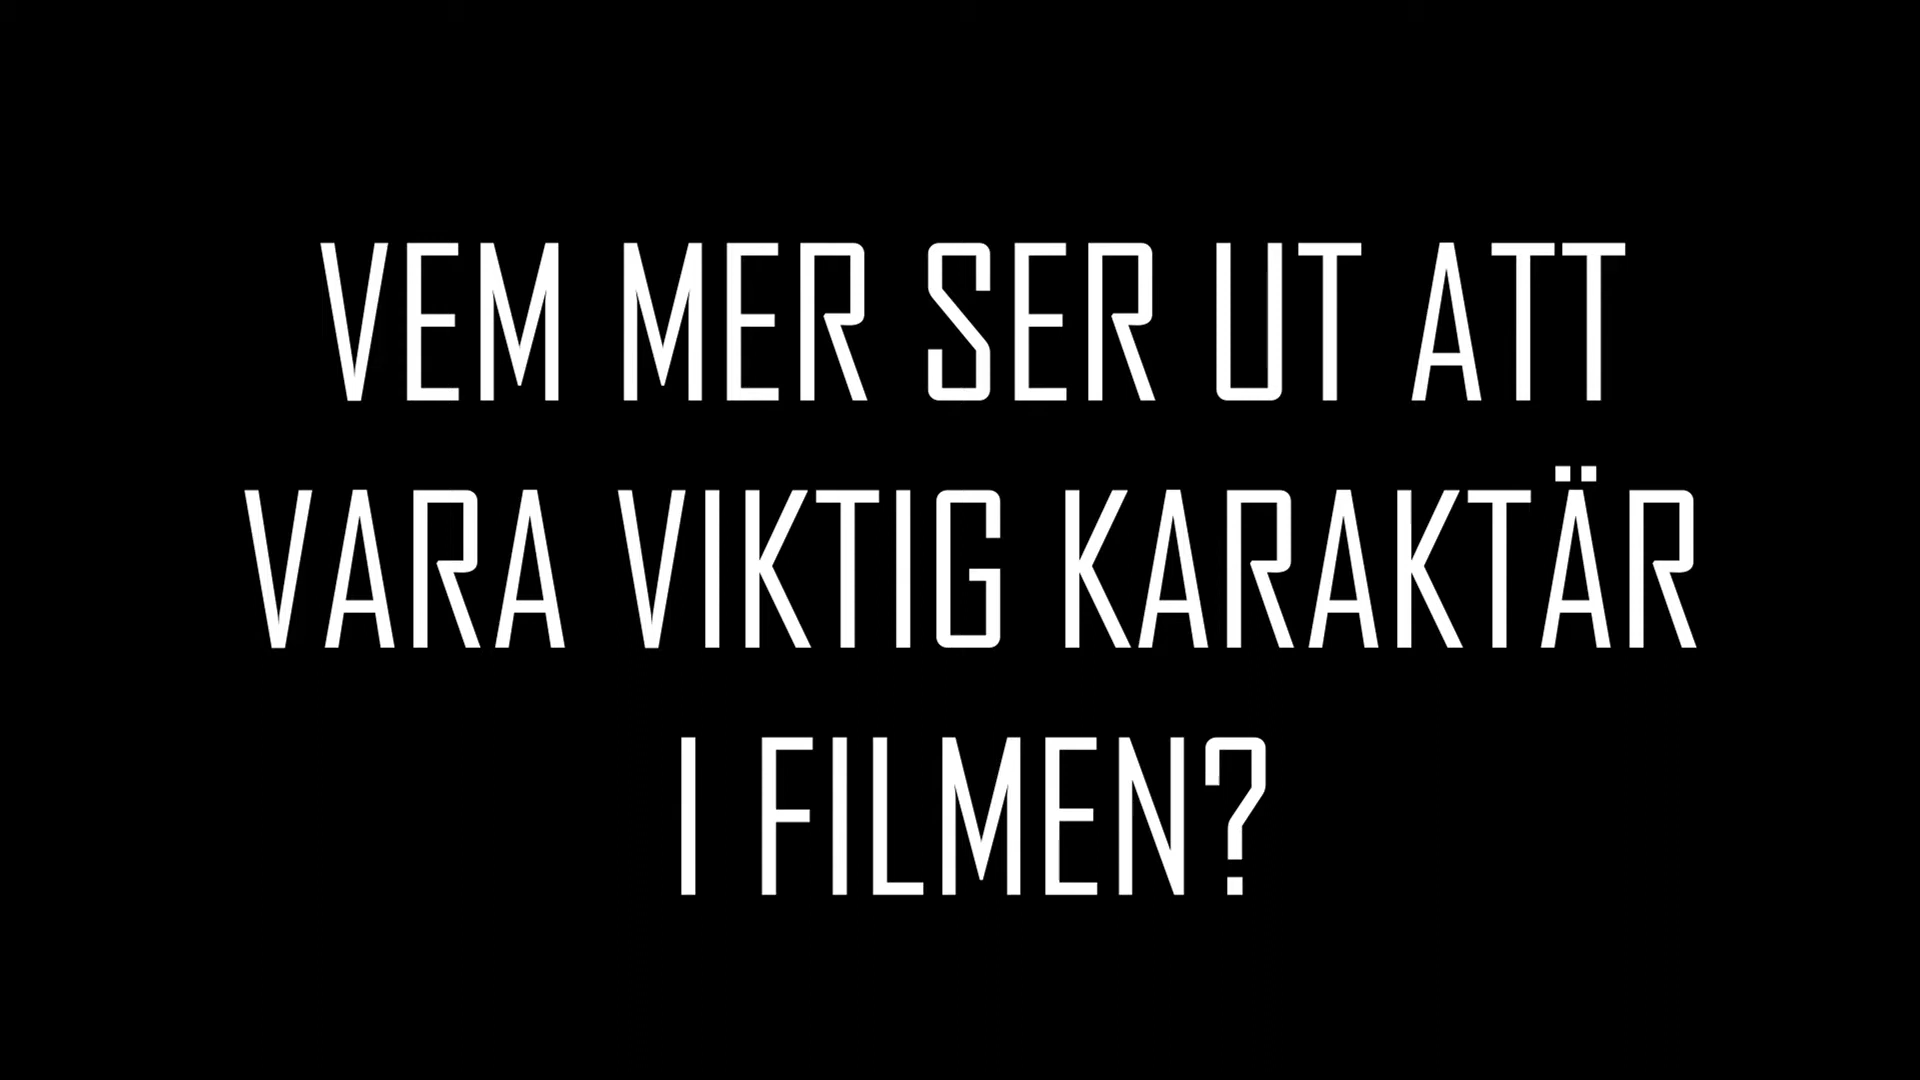 VEM MER SER UT ATT
VARA VIKTIG KARAKTÄR
I FILMEN?